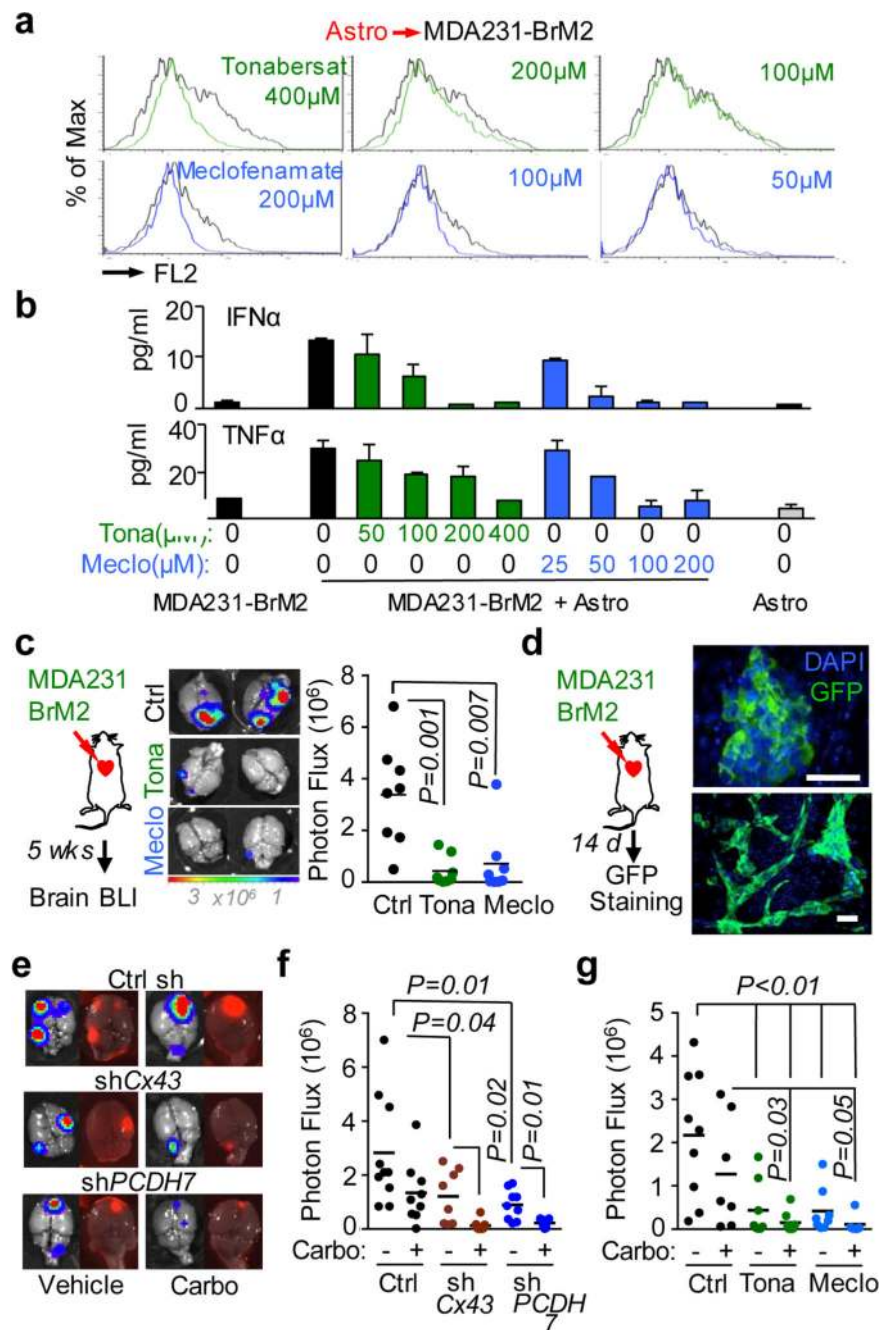 a
Astro → MDA231-BrM2
Tonabersat
400µM
200µM
100µM
Meclofenamate
200µM
100µM
50µM
% of Max
→ FL2
b
pg/ml
20
10
0
IFNα
pg/ml
40
20
TNFα
Tona(µM): 0 0 50 100 200 400 0 0 0 0 0
Meclo(µM): 0 0 0 0 0 0 25 50 100 200 0
MDA231-BrM2 MDA231-BrM2 + Astro Astro
c
MDA231
BrM2
5 wks
Brain BLI
Ctrl
Tona
Meclo
3 x10⁶ 1
Photon Flux (10⁶)
8
6
4
2
0
P=0.001
P=0.007
Ctrl Tona Meclo
d
MDA231
BrM2
14 d
GFP
Staining
DAPI
GFP
e
Ctrl sh
shCx43
shPCDH7
Vehicle Carbo
f
Photon Flux (10⁶)
8
6
4
2
0
P=0.01
P=0.04
P=0.02
P=0.01
Carbo: - + - + - +
Ctrl sh sh
Cx43 PCDH
7
g
Photon Flux (10⁶)
5
4
3
2
1
0
P<0.01
P=0.03
P=0.05
Carbo: - + - + - +
Ctrl Tona Meclo